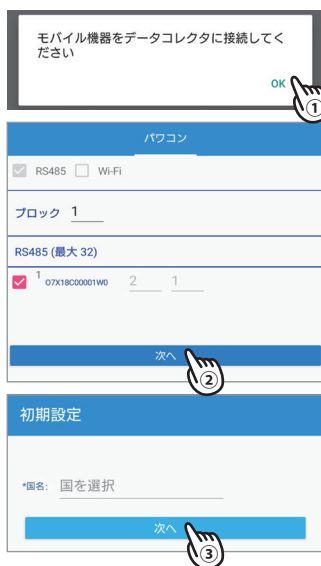 モバイル機器をデータコレクタに接続してく
ださい
OK
①
パワコン
RS485 Wi-Fi
ブロック 1
RS485 (最大 32)
1 O7X18C00001W0 2 1
次へ
②
初期設定
*国名: 国を選択
次へ
③